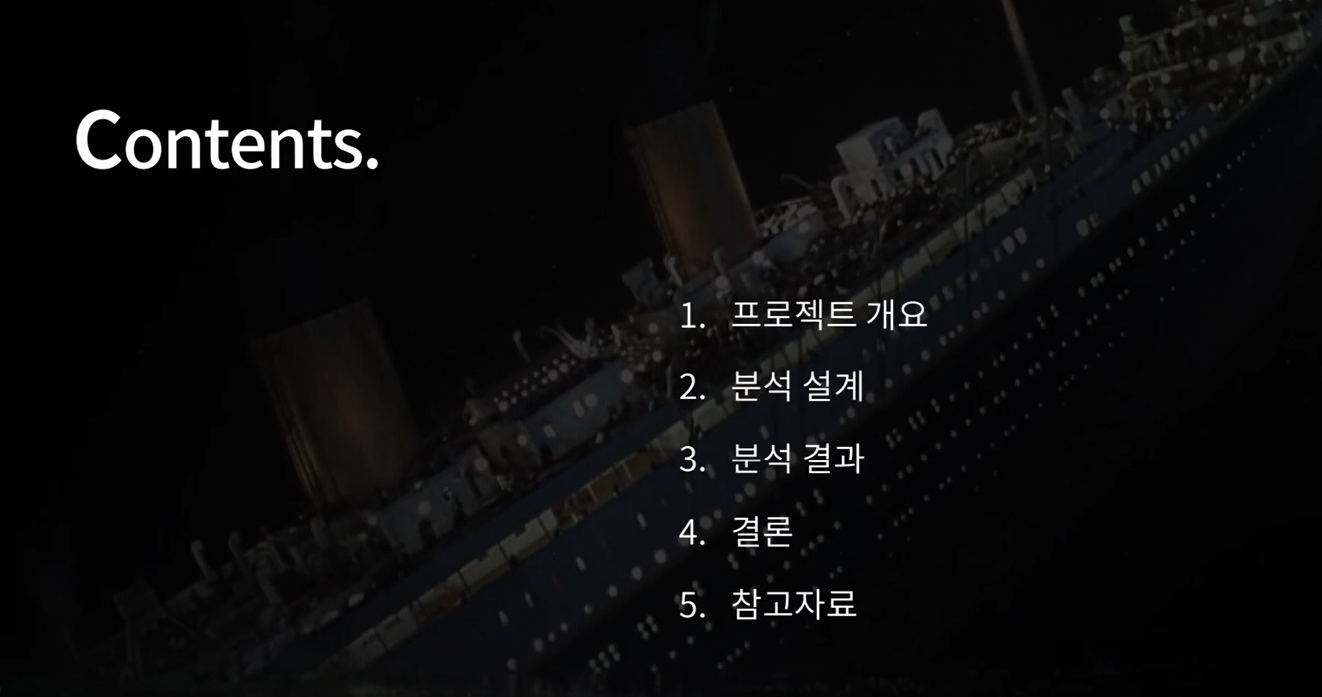 Contents.
1. 프로젝트 개요
2. 분석 설계
3. 분석 결과
4. 결론
5. 참고자료